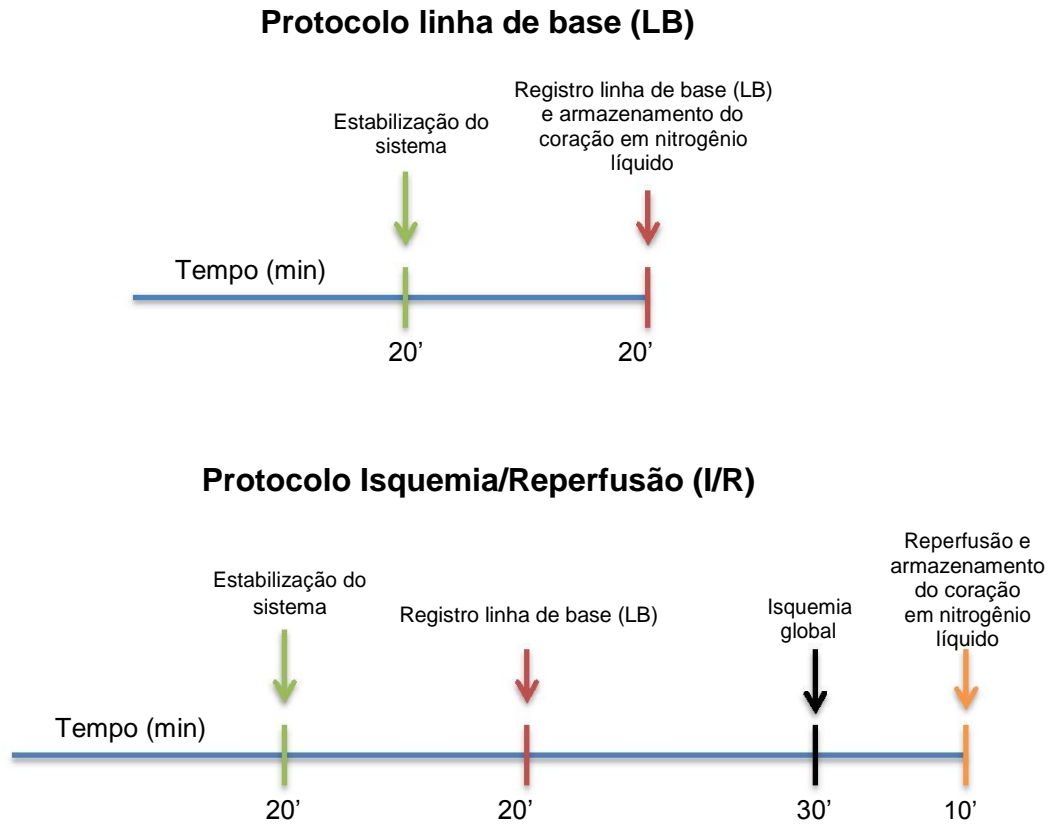 Protocolo linha de base (LB)
Estabilização do
sistema
Registro linha de base (LB)
e armazenamento do
coração em nitrogênio
líquido
Tempo (min)
20’
20’
Protocolo Isquemia/Reperfusão (I/R)
Estabilização do
sistema
Registro linha de base (LB)
Isquemia
global
Reperfusão e
armazenamento
do coração
em nitrogênio
líquido
Tempo (min)
20’
20’
30’
10’